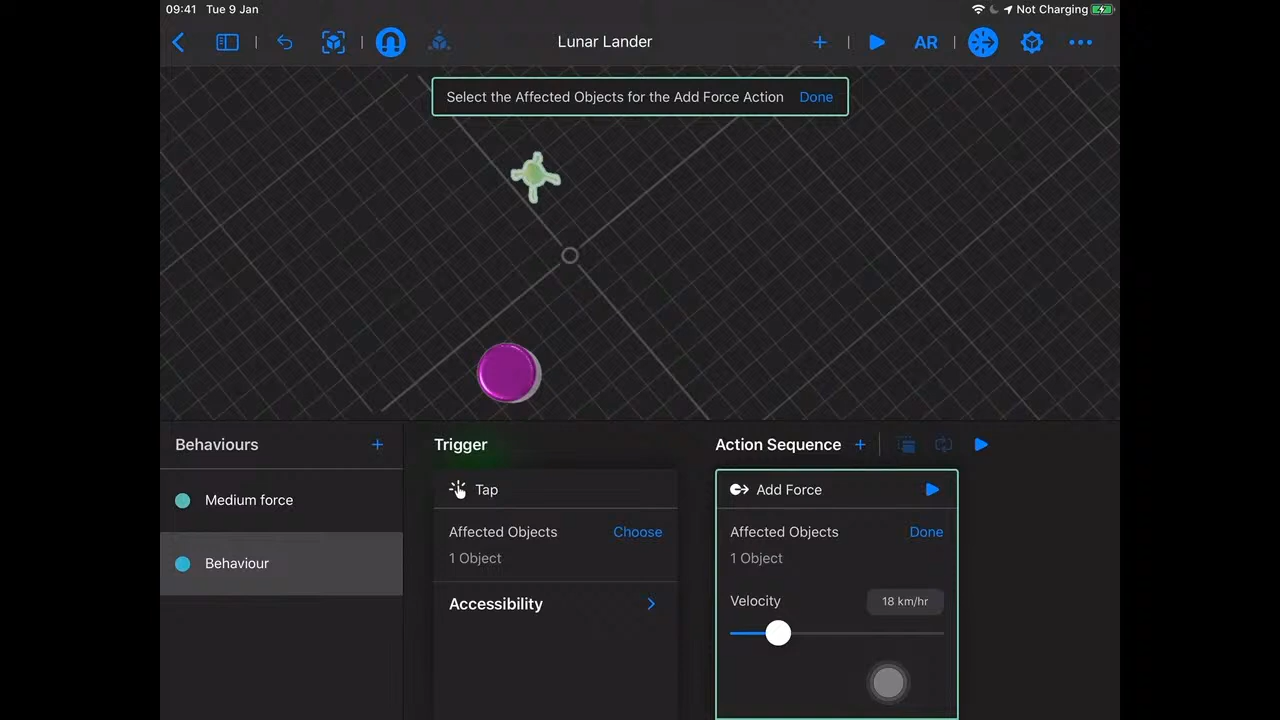 09:41 Tue 9 Jan
Not Charging
Lunar Lander
AR
Select the Affected Objects for the Add Force Action Done
Behaviours
Medium force
Behaviour
Trigger
Tap
Affected Objects Choose
1 Object
Accessibility
Action Sequence
Add Force
Affected Objects Done
1 Object
Velocity 18 km/hr